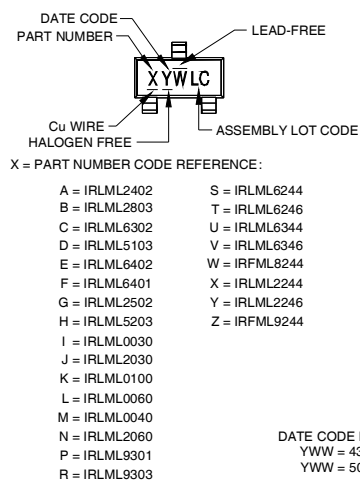 DATE CODE
PART NUMBER
LEAD-FREE
XYWLC
Cu WIRE
HALOGEN FREE
ASSEMBLY LOT CODE
X = PART NUMBER CODE REFERENCE:
A = IRLML2402
B = IRLML2803
C = IRLML6302
D = IRLML5103
E = IRLML6402
F = IRLML6401
G = IRLML2502
H = IRLML5203
I = IRLML0030
J = IRLML2030
K = IRLML0100
L = IRLML0060
M = IRLML0040
N = IRLML2060
P = IRLML9301
R = IRLML9303
S = IRLML6244
T = IRLML6246
U = IRLML6344
V = IRLML6346
W = IRFML8244
X = IRLML2244
Y = IRLML2246
Z = IRFML9244
DATE CODE
YWW = 43
YWW = 50